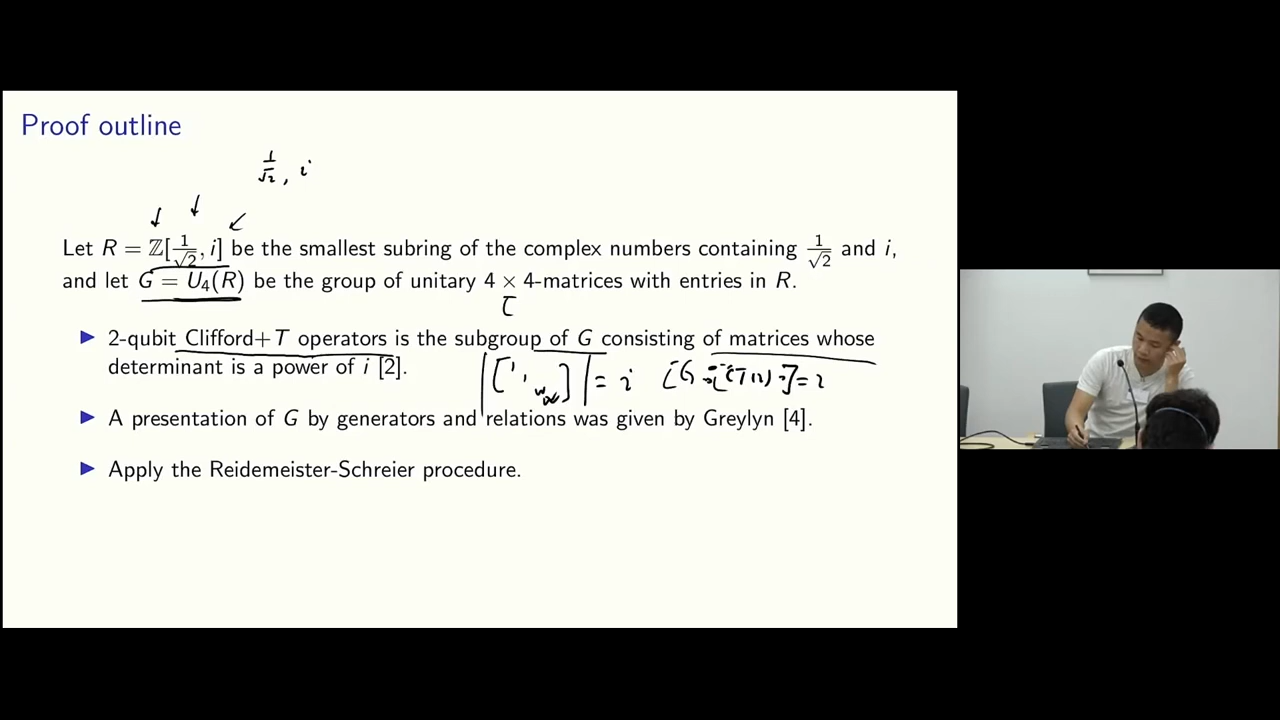 Proof outline
1/√2, i
Let R = ℤ[1/√2, i] be the smallest subring of the complex numbers containing 1/√2 and i,
and let G = U₄(R) be the group of unitary 4 × 4-matrices with entries in R.
▶ 2-qubit Clifford+T operators is the subgroup of G consisting of matrices whose
determinant is a power of i [2].
= i
= 2
▶ A presentation of G by generators and relations was given by Greylyn [4].
▶ Apply the Reidemeister-Schreier procedure.